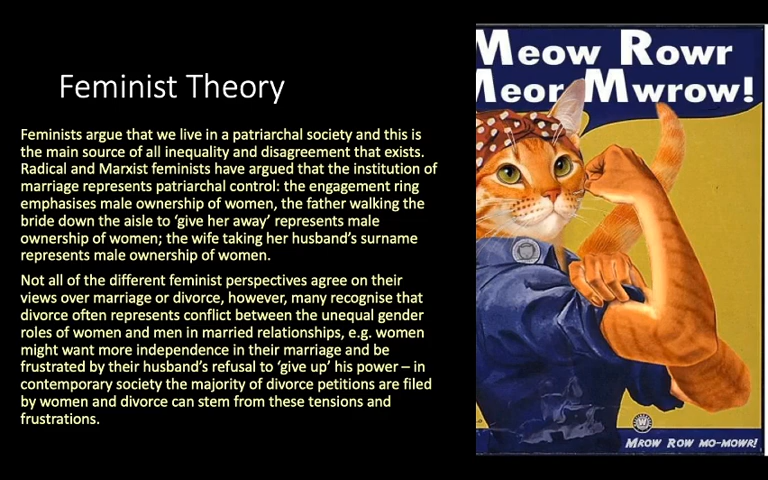 Feminist Theory
Feminists argue that we live in a patriarchal society and this is
the main source of all inequality and disagreement that exists.
Radical and Marxist feminists have argued that the institution of
marriage represents patriarchal control: the engagement ring
emphasises male ownership of women, the father walking the
bride down the aisle to ‘give her away’ represents male
ownership of women; the wife taking her husband’s surname
represents male ownership of women.
Not all of the different feminist perspectives agree on their
views over marriage or divorce, however, many recognise that
divorce often represents conflict between the unequal gender
roles of women and men in married relationships, e.g. women
might want more independence in their marriage and be
frustrated by their husband’s refusal to ‘give up’ his power – in
contemporary society the majority of divorce petitions are filed
by women and divorce can stem from these tensions and
frustrations.
Meow Rowr
Meor Mwrow!
W
Mrow Row mo-mowr!